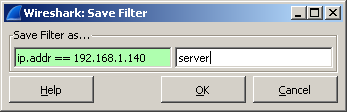 Wireshark: Save Filter
Save Filter as...
ip.addr == 192.168.1.140 server
Help OK Cancel